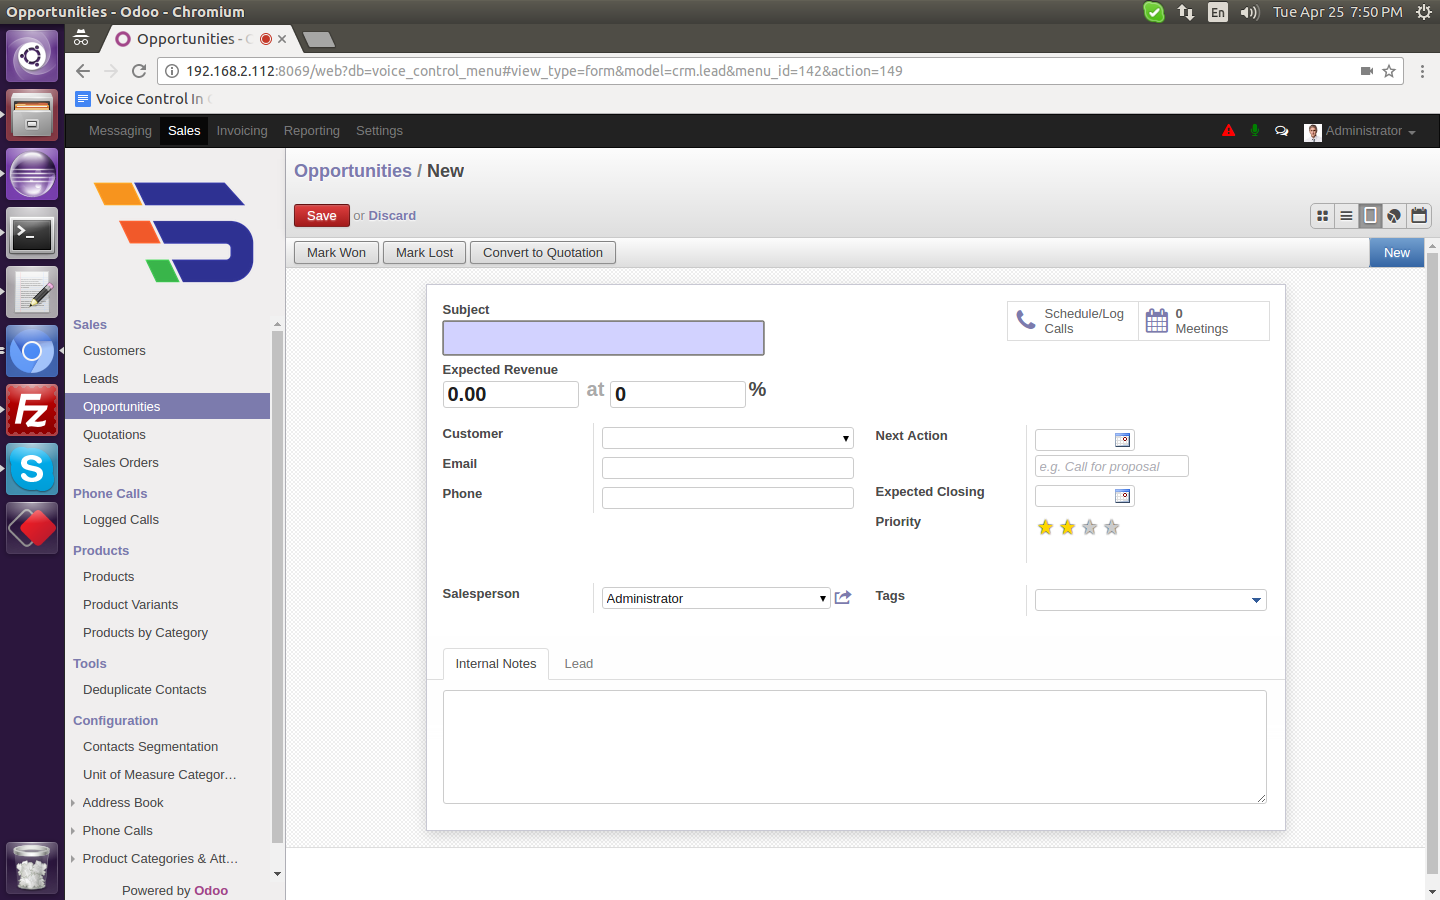 Opportunities - Odoo - Chromium
En
Tue Apr 25 7:50 PM
Opportunities -
192.168.2.112:8069/web?db=voice_control_menu#view_type=form&model=crm.lead&menu_id=142&action=149
Voice Control In
Messaging Sales Invoicing Reporting Settings
Administrator
Opportunities / New
Save or Discard
Mark Won Mark Lost Convert to Quotation
New
Sales
Customers
Leads
Opportunities
Quotations
Sales Orders
Phone Calls
Logged Calls
Products
Products
Product Variants
Products by Category
Tools
Deduplicate Contacts
Configuration
Contacts Segmentation
Unit of Measure Categor...
Address Book
Phone Calls
Product Categories & Att...
Powered by Odoo
Subject
Schedule/Log
Calls
0
Meetings
Expected Revenue
0.00 at 0 %
Customer
Email
Phone
Next Action
e.g. Call for proposal
Expected Closing
Priority
Salesperson
Administrator
Tags
Internal Notes Lead